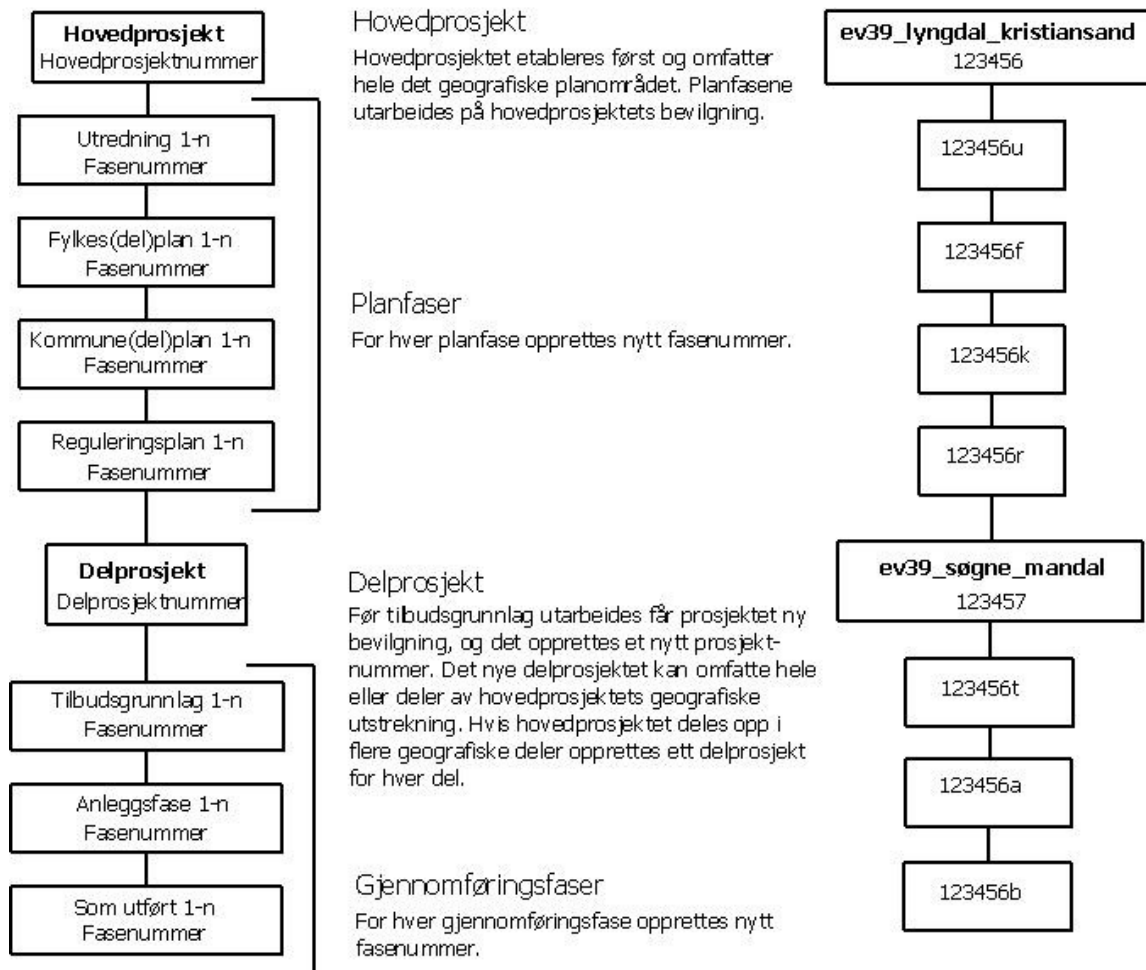 Hovedprosjekt
Hovedprosjektnummer
Utredning 1-n
Fasenummer
Fylkes(del)plan 1-n
Fasenummer
Kommune(del)plan 1-n
Fasenummer
Reguleringsplan 1-n
Fasenummer
Delprosjekt
Delprosjektnummer
Tilbudsgrunnlag 1-n
Fasenummer
Anleggsfase 1-n
Fasenummer
Som utført 1-n
Fasenummer
Hovedprosjekt
Hovedprosjektet etableres først og omfatter
hele det geografiske planområdet. Planfasene
utarbeides på hovedprosjektets bevilgning.
Planfaser
For hver planfase opprettes nytt fasenummer.
Delprosjekt
Før tilbudsgrunnlag utarbeides får prosjektet ny
bevilgning, og det opprettes et nytt prosjekt-
nummer. Det nye delprosjektet kan omfatte hele
eller deler av hovedprosjektets geografiske
utstrekning. Hvis hovedprosjektet deles opp i
flere geografiske deler opprettes ett delprosjekt
for hver del.
Gjennomføringsfaser
For hver gjennomføringsfase opprettes nytt
fasenummer.
ev39_lyngdal_kristiansand
123456
123456u
123456f
123456k
123456r
ev39_søgne_mandal
123457
123456t
123456a
123456b